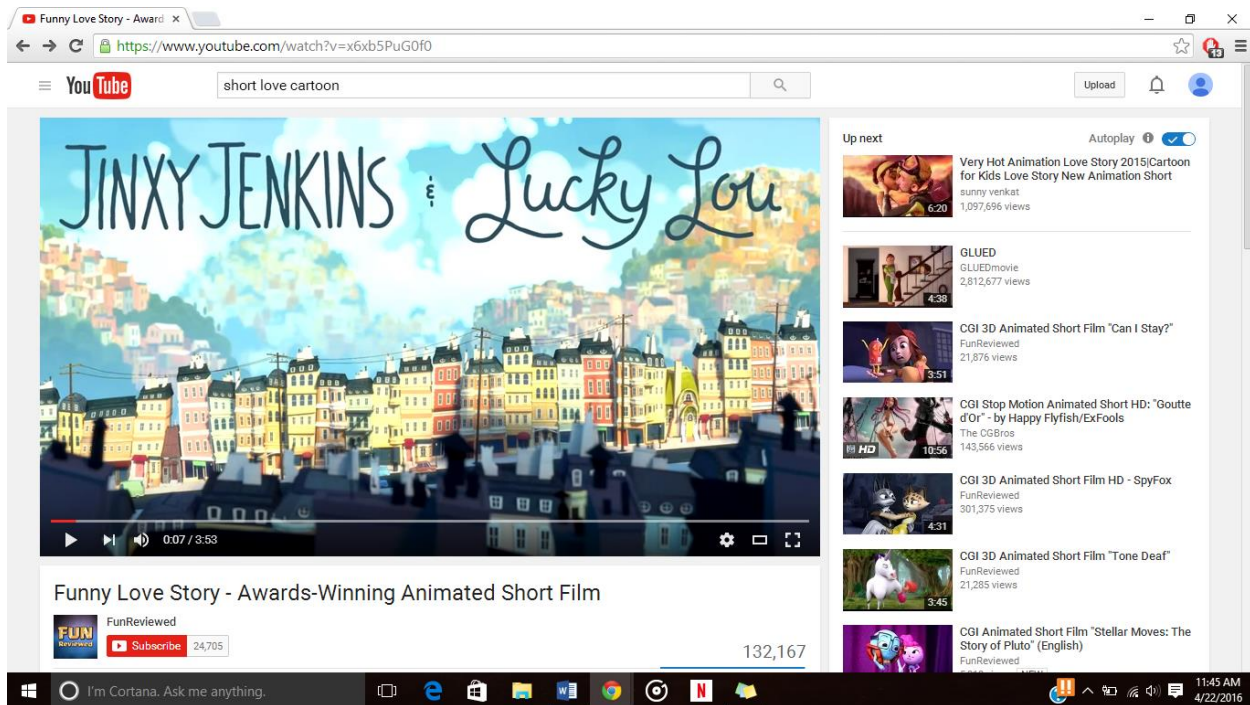 Funny Love Story - Award
https://www.youtube.com/watch?v=x6xb5PuG0f0
13
YouTube
short love cartoon
Upload
JINXY JENKINS & Lucky Lou
0:07 / 3:53
Funny Love Story - Awards-Winning Animated Short Film
FUN
Reviewed
FunReviewed
Subscribe 24,705
132,167
Up next
Autoplay
Very Hot Animation Love Story 2015|Cartoon
for Kids Love Story New Animation Short
sunny venkat
1,097,696 views
6:20
GLUED
GLUEDmovie
2,812,677 views
4:38
CGI 3D Animated Short Film "Can I Stay?"
FunReviewed
21,876 views
3:51
CGI Stop Motion Animated Short HD: "Goutte
d'Or" - by Happy Flyfish/ExFools
The CGBros
143,566 views
HD 10:56
CGI 3D Animated Short Film HD - SpyFox
FunReviewed
301,375 views
4:31
CGI 3D Animated Short Film "Tone Deaf"
FunReviewed
21,285 views
3:45
CGI Animated Short Film "Stellar Moves: The
Story of Pluto" (English)
FunReviewed
I'm Cortana. Ask me anything.
N
11:45 AM
4/22/2016